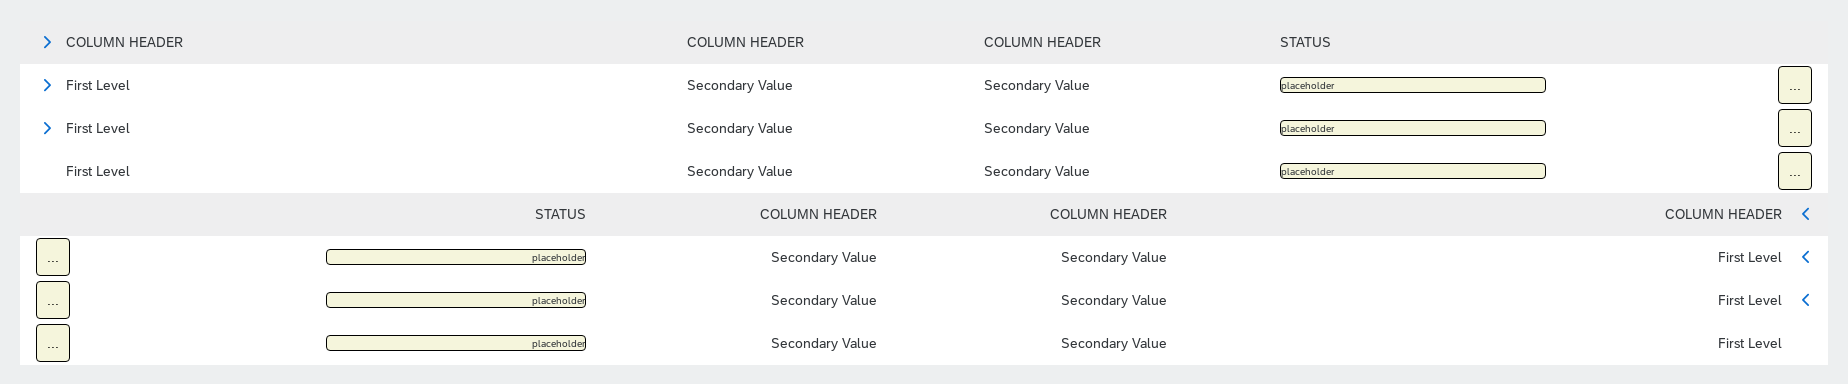 COLUMN HEADER COLUMN HEADER COLUMN HEADER STATUS
First Level Secondary Value Secondary Value placeholder ...
First Level Secondary Value Secondary Value placeholder ...
First Level Secondary Value Secondary Value placeholder ...
STATUS COLUMN HEADER COLUMN HEADER COLUMN HEADER
... placeholder Secondary Value Secondary Value First Level
... placeholder Secondary Value Secondary Value First Level
... placeholder Secondary Value Secondary Value First Level